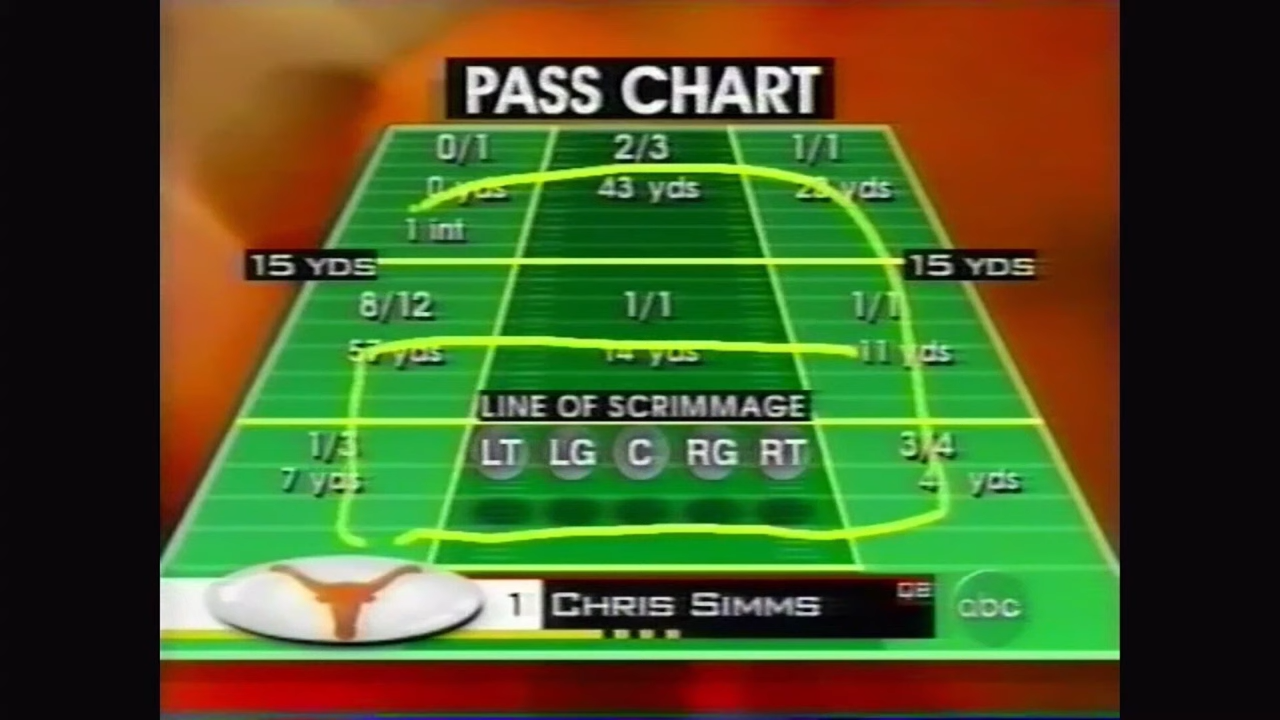 PASS CHART
0/1 2/3 1/1
0 yds 43 yds yds
1 int
15 YDS 15 YDS
8/12 1/1 1/1
57 yds 14 yds 11 yds
LINE OF SCRIMMAGE
1/3 LT LG C RG RT 3/4
7 yds yds
1 CHRIS SIMMS QB abc